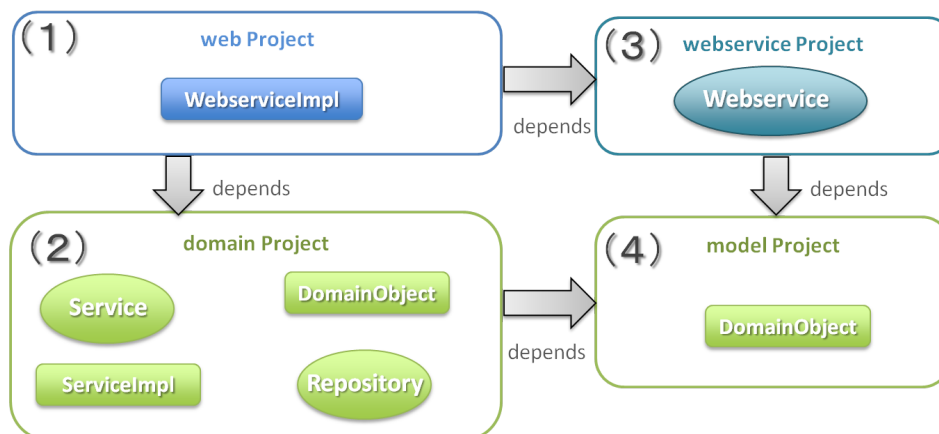 (1)
web Project
WebserviceImpl
depends
(3)
webservice Project
Webservice
depends
depends
(2)
domain Project
Service
DomainObject
ServiceImpl
Repository
depends
(4)
model Project
DomainObject